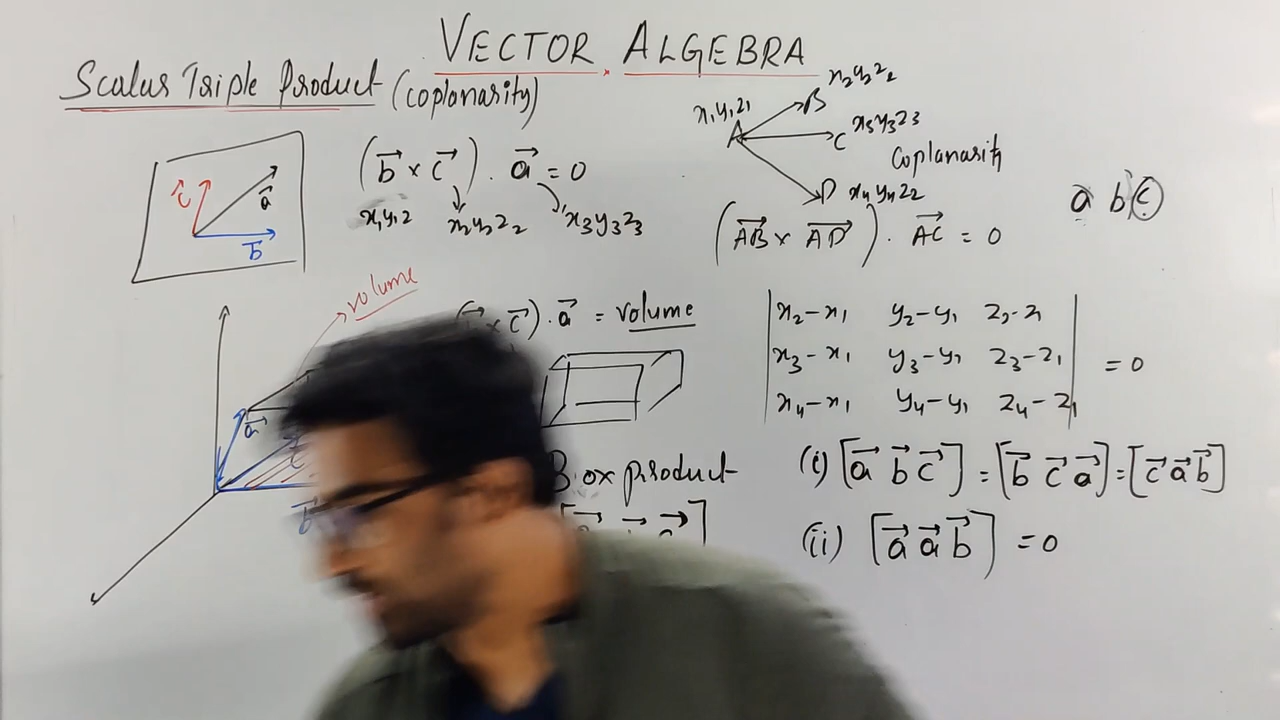 VECTOR ALGEBRA
Scalar Triple Product (coplanarity)
c⃗ a⃗ b⃗
(b⃗ × c⃗) . a⃗ = 0
x₁y₁z x₂y₂z₂ x₃y₃z₃
x₁y₁z₁ A B x₂y₂z₂
C x₃y₃z₃
coplanarity
D x₄y₄z₂
(AB⃗ × AD⃗) . AC⃗ = 0
a b c
volume
× c⃗) . a⃗ = volume
a⃗
b⃗
Box product
x₂-x₁ y₂-y₁ z₂-z₁
x₃-x₁ y₃-y₁ z₃-z₁ = 0
x₄-x₁ y₄-y₁ z₄-z₁
(i) [a⃗ b⃗ c⃗] = [b⃗ c⃗ a⃗] = [c⃗ a⃗ b⃗]
(ii) [a⃗ a⃗ b⃗] = 0